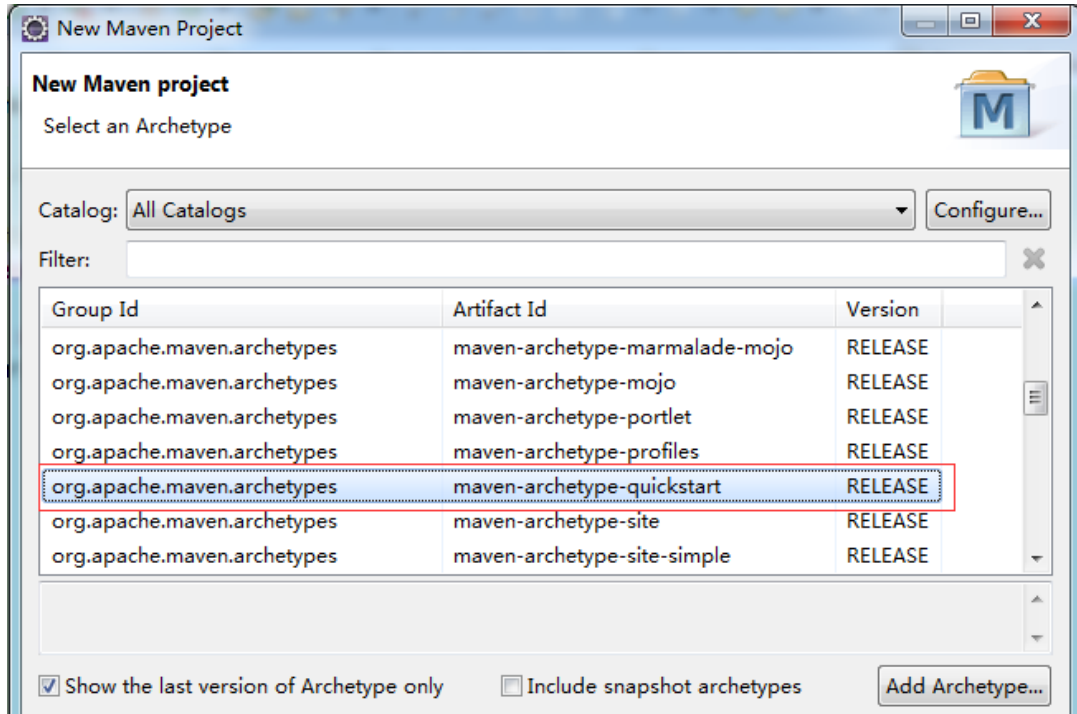 New Maven Project
New Maven project
Select an Archetype
M
Catalog: All Catalogs Configure...
Filter:
Group Id Artifact Id Version
org.apache.maven.archetypes maven-archetype-marmalade-mojo RELEASE
org.apache.maven.archetypes maven-archetype-mojo RELEASE
org.apache.maven.archetypes maven-archetype-portlet RELEASE
org.apache.maven.archetypes maven-archetype-profiles RELEASE
org.apache.maven.archetypes maven-archetype-quickstart RELEASE
org.apache.maven.archetypes maven-archetype-site RELEASE
org.apache.maven.archetypes maven-archetype-site-simple RELEASE
Show the last version of Archetype only Include snapshot archetypes Add Archetype...